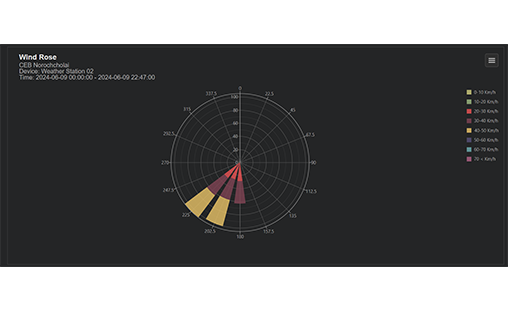 Wind Rose
CEB Norochcholai
Device: Weather Station 02
Time: 2024-06-09 00:00:00 - 2024-06-09 22:47:00
0
337.5
22.5
315
45
292.5
67.5
270
90
247.5
112.5
225
135
202.5
157.5
180
100
80
60
40
20
0
0-10 Km/h
10-20 Km/h
20-30 Km/h
30-40 Km/h
40-50 Km/h
50-60 Km/h
60-70 Km/h
70 < Km/h